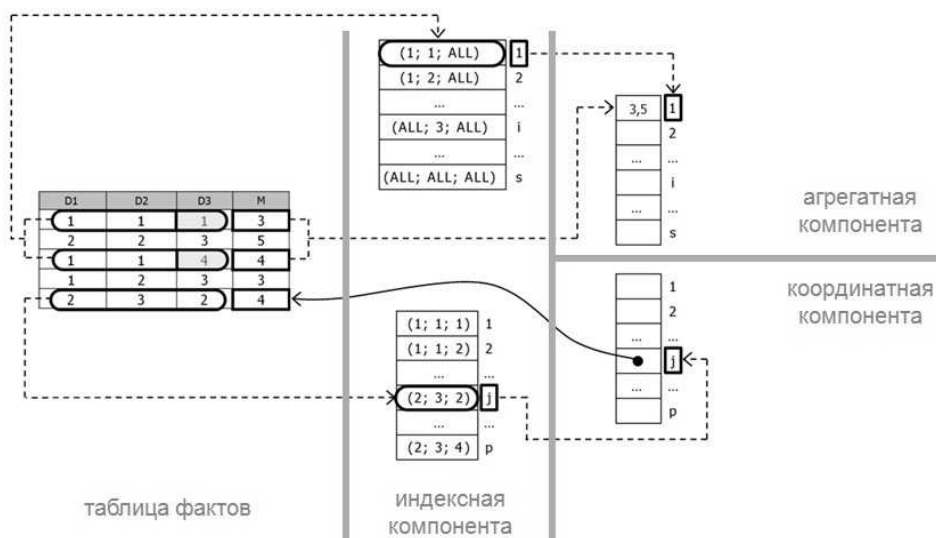 (1; 1; ALL) 1
(1; 2; ALL) 2
... ...
(ALL; 3; ALL) i
... ...
(ALL; ALL; ALL) s
3,5 1
2
... ...
i
... ...
s
агрегатная
компонента
D1 D2 D3 M
1 1 1 3
2 2 3 5
1 1 4 4
1 2 3 3
2 3 2 4
1
2
... ...
j
... ...
p
координатная
компонента
(1; 1; 1) 1
(1; 1; 2) 2
... ...
(2; 3; 2) j
... ...
(2; 3; 4) p
таблица фактов
индексная
компонента